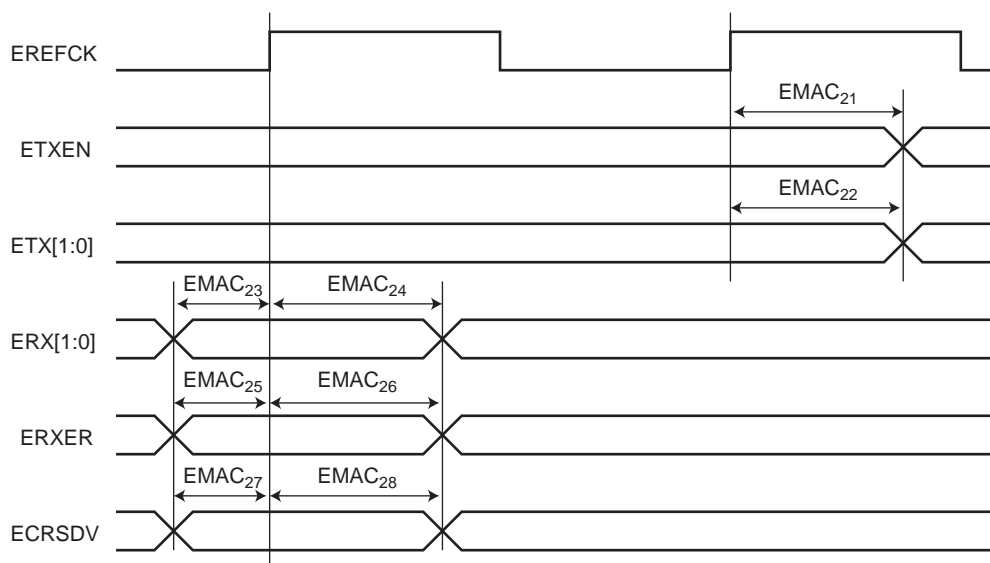 EREFCK
EMAC21
ETXEN
EMAC22
ETX[1:0]
EMAC23 EMAC24
ERX[1:0]
EMAC25 EMAC26
ERXER
EMAC27 EMAC28
ECRSDV